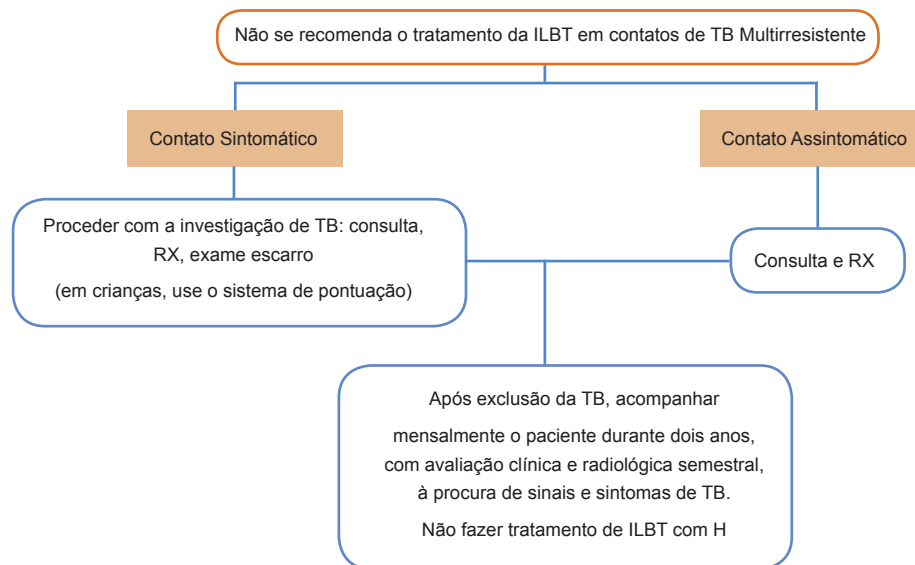 Não se recomenda o tratamento da ILBT em contatos de TB Multirresistente
Contato Sintomático
Contato Assintomático
Proceder com a investigação de TB: consulta,
RX, exame escarro
(em crianças, use o sistema de pontuação)
Consulta e RX
Após exclusão da TB, acompanhar
mensalmente o paciente durante dois anos,
com avaliação clínica e radiológica semestral,
à procura de sinais e sintomas de TB.
Não fazer tratamento de ILBT com H